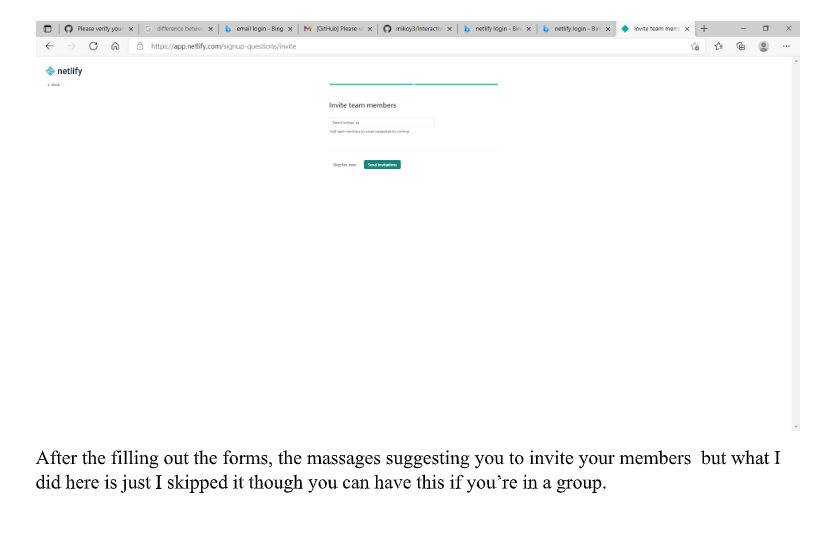 Please verify your
difference betwe
email login - Bing
[GitHub] Please v
mikoy3/Interactiv
netlify login - Bin
netlify login - Bin
Invite team mem
https://app.netlify.com/signup-questions/invite
netlify
Back
Invite team members
Send Invites to
Add team members by email (separated by comma)
Skip for now
Send Invitations
After the filling out the forms, the massages suggesting you to invite your members but what I
did here is just I skipped it though you can have this if you’re in a group.